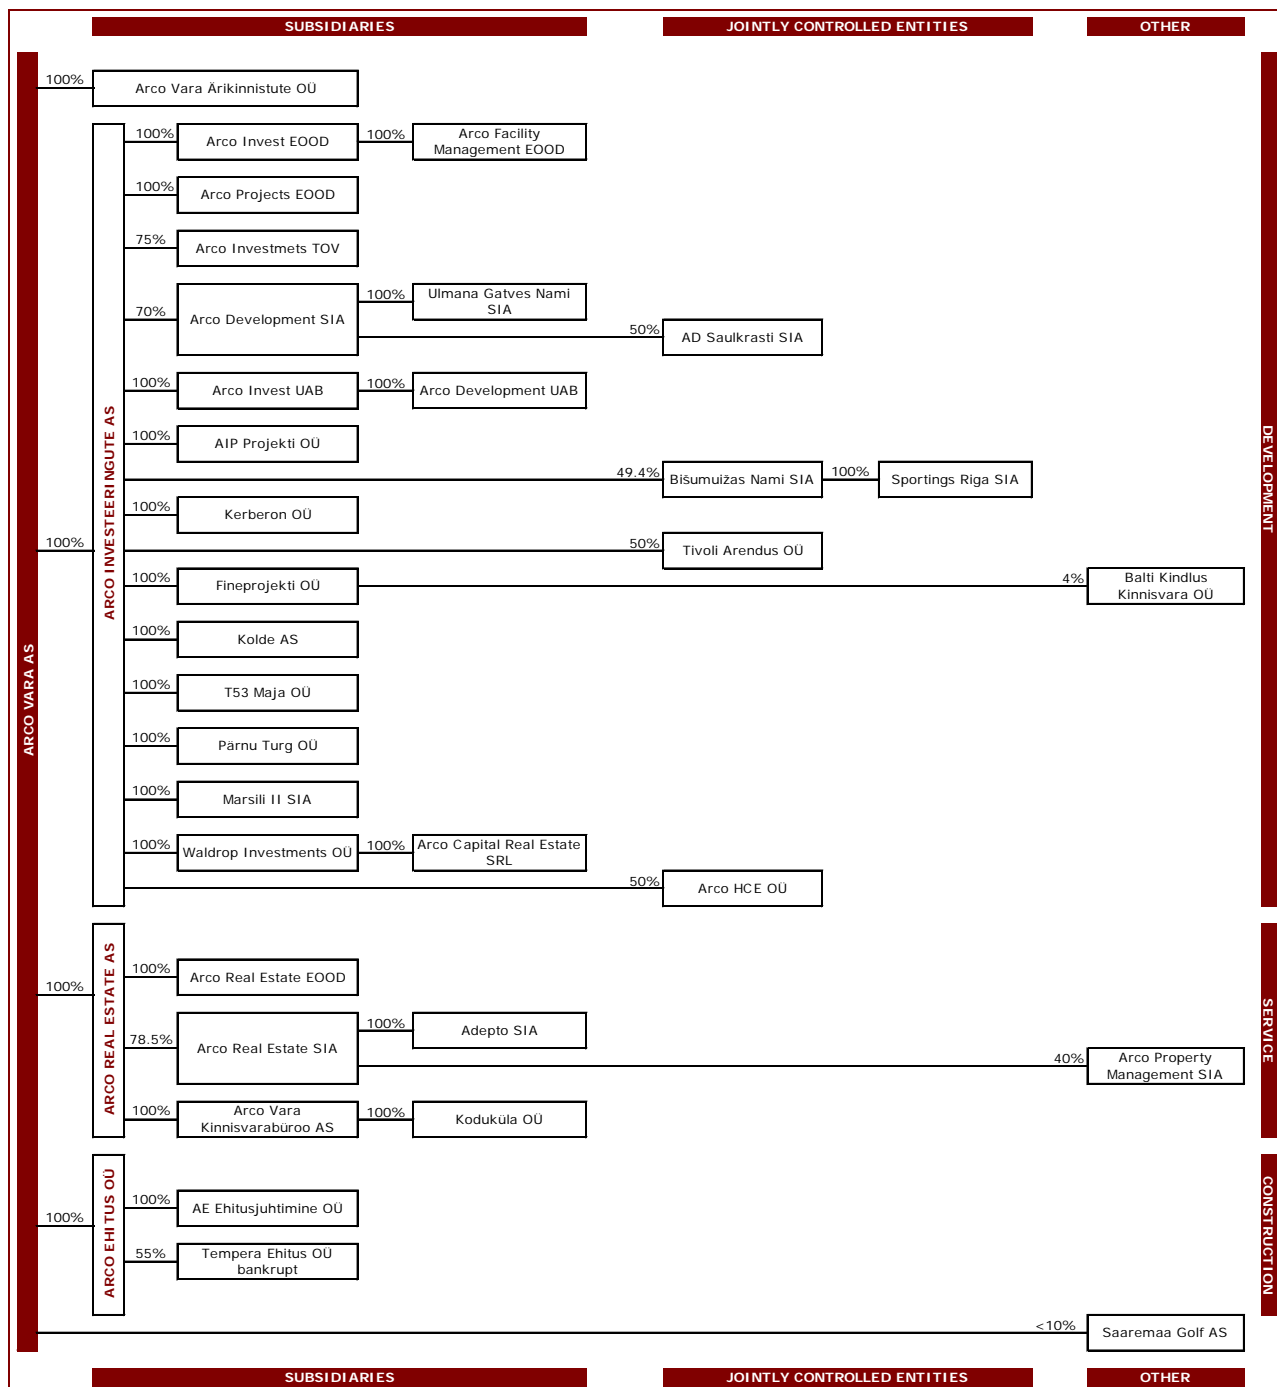 SUBSIDIARIES
JOINTLY CONTROLLED ENTITIES
OTHER
ARCO VARA AS
DEVELOPMENT
100%
Arco Vara Ärikinnistute OÜ
100%
ARCO INVESTEERINGUTE AS
100%
Arco Invest EOOD
100%
Arco Facility
Management EOOD
100%
Arco Projects EOOD
75%
Arco Investmets TOV
70%
Arco Development SIA
100%
Ulmana Gatves Nami
SIA
50%
AD Saulkrasti SIA
100%
Arco Invest UAB
100%
Arco Development UAB
100%
AIP Projekti OÜ
49.4%
Bišumuižas Nami SIA
100%
Sportings Riga SIA
100%
Kerberon OÜ
50%
Tivoli Arendus OÜ
100%
Fineprojekti OÜ
4%
Balti Kindlus
Kinnisvara OÜ
100%
Kolde AS
100%
T53 Maja OÜ
100%
Pärnu Turg OÜ
100%
Marsili II SIA
100%
Waldrop Investments OÜ
100%
Arco Capital Real Estate
SRL
50%
Arco HCE OÜ
100%
ARCO REAL ESTATE AS
SERVICE
100%
Arco Real Estate EOOD
78.5%
Arco Real Estate SIA
100%
Adepto SIA
40%
Arco Property
Management SIA
100%
Arco Vara
Kinnisvarabüroo AS
100%
Koduküla OÜ
100%
ARCO EHITUS OÜ
CONSTRUCTION
100%
AE Ehitusjuhtimine OÜ
55%
Tempera Ehitus OÜ
bankrupt
<10%
Saaremaa Golf AS
SUBSIDIARIES
JOINTLY CONTROLLED ENTITIES
OTHER